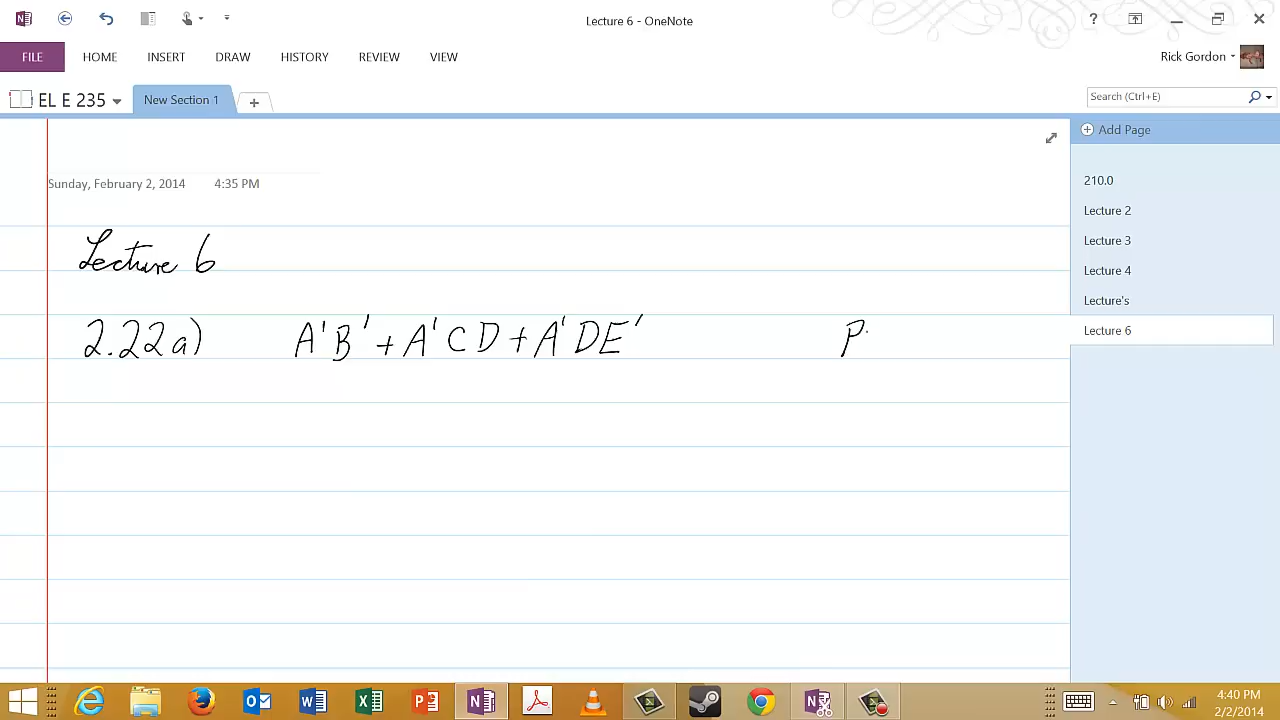 Lecture 6 - OneNote
?
FILE HOME INSERT DRAW HISTORY REVIEW VIEW
Rick Gordon
EL E 235
New Section 1
Search (Ctrl+E)
Add Page
Sunday, February 2, 2014 4:35 PM
210.0
Lecture 2
Lecture 3
Lecture 4
Lecture's
Lecture 6
Lecture 6
2.22a) A'B' + A'CD + A'DE' P
4:40 PM
2/2/2014